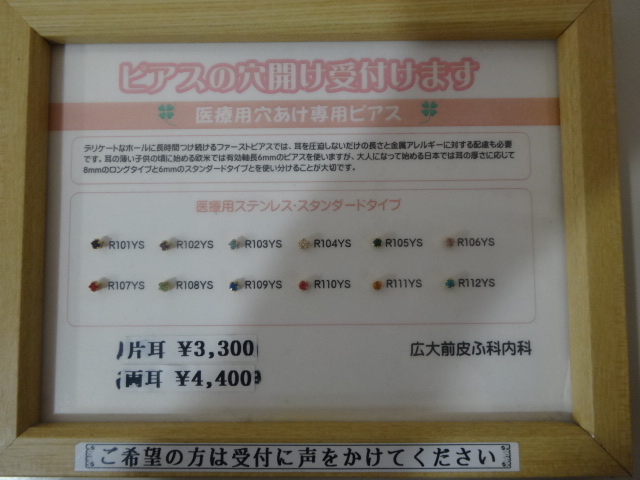 ピアスの穴開け受付けます
医療用穴あけ専用ピアス
デリケートなホールに長時間つけ続けるファーストピアスでは、耳を圧迫しないだけの長さと金属アレルギーに対する配慮も必要
です。耳の薄い子供の頃に始める欧米では有効軸長6mmのピアスを使いますが、大人になって始める日本では耳の厚さに応じて
8mmのロングタイプと6mmのスタンダードタイプとを使い分けることが大切です。
医療用ステンレス・スタンダードタイプ
R101YS R102YS R103YS R104YS R105YS R106YS
R107YS R108YS R109YS R110YS R111YS R112YS
片耳 ¥3,300
両耳 ¥4,400
広大前皮ふ科内科
ご希望の方は受付に声をかけてください